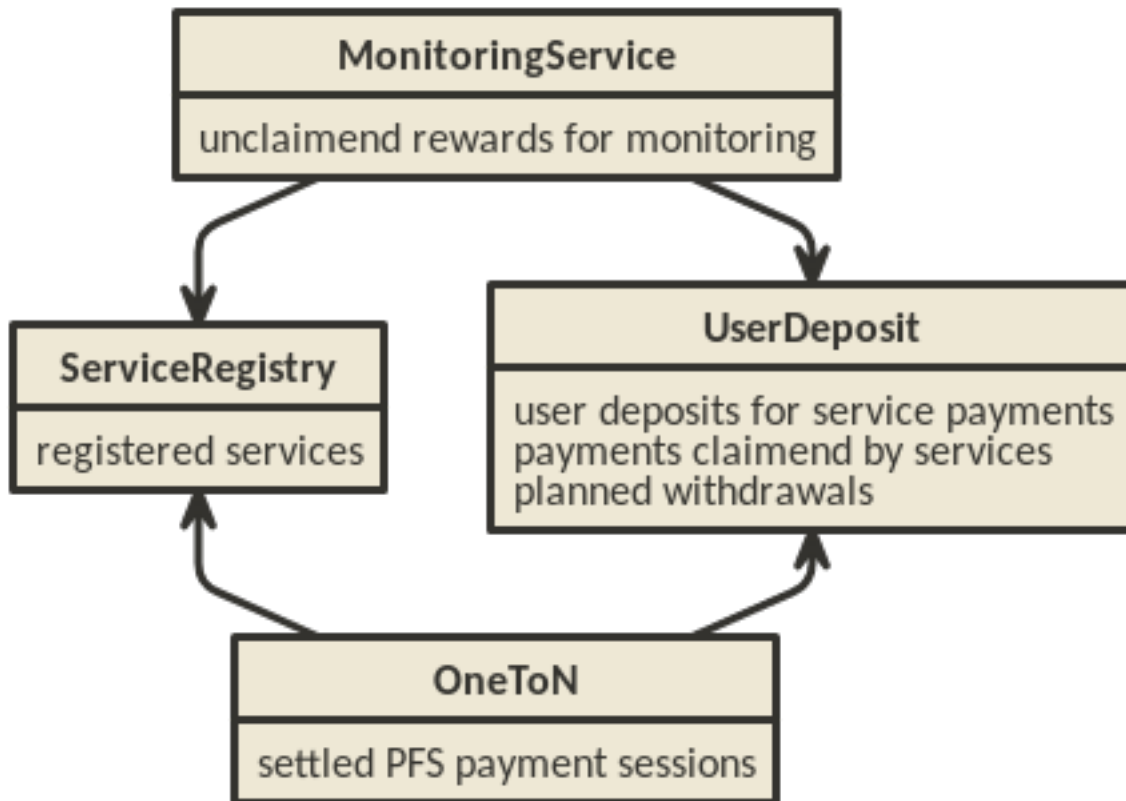 MonitoringService
unclaimend rewards for monitoring
ServiceRegistry
registered services
UserDeposit
user deposits for service payments
payments claimend by services
planned withdrawals
OneToN
settled PFS payment sessions